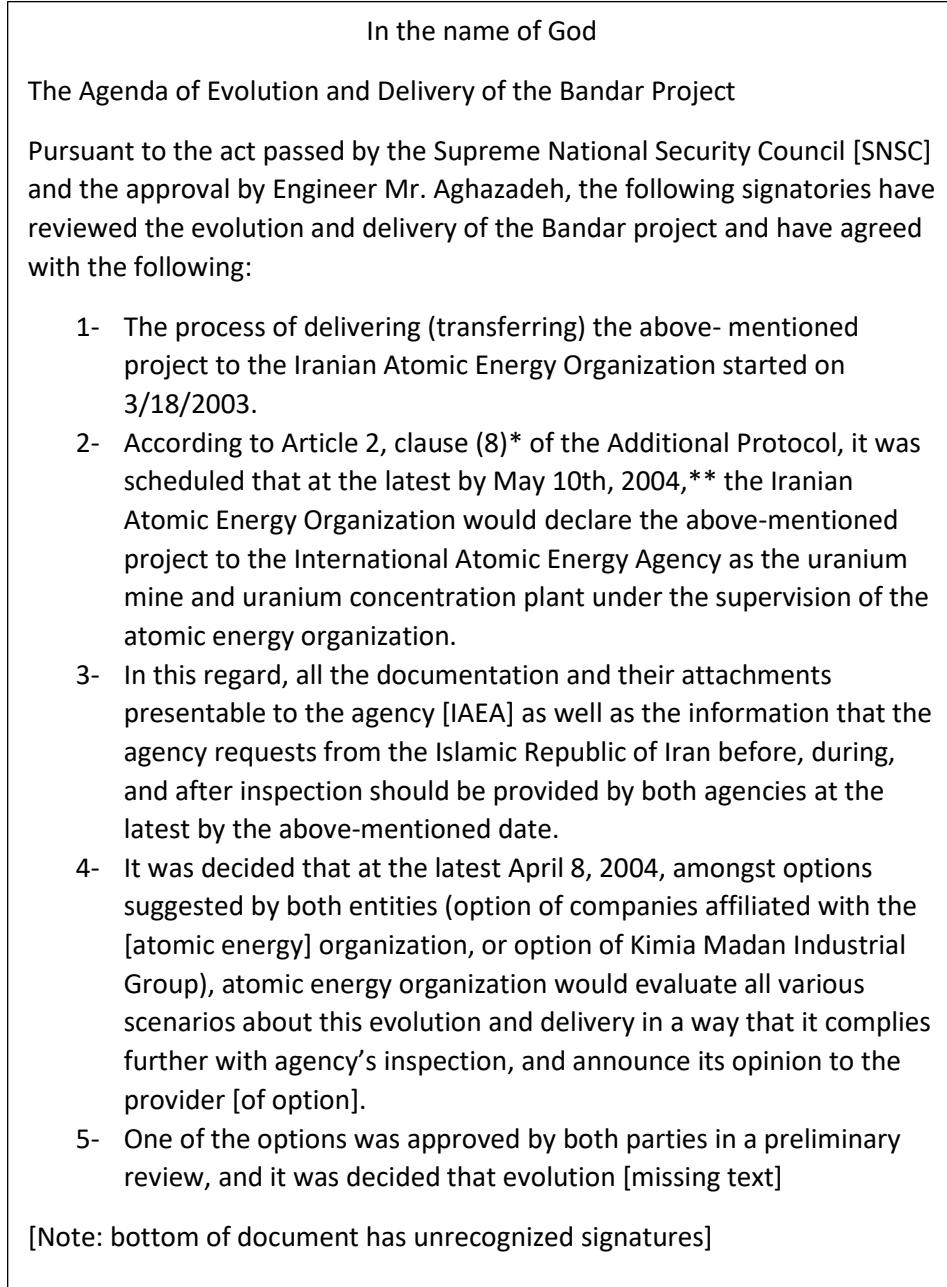 In the name of God
The Agenda of Evolution and Delivery of the Bandar Project
Pursuant to the act passed by the Supreme National Security Council [SNSC]
and the approval by Engineer Mr. Aghazadeh, the following signatories have
reviewed the evolution and delivery of the Bandar project and have agreed
with the following:
1- The process of delivering (transferring) the above- mentioned
project to the Iranian Atomic Energy Organization started on
3/18/2003.
2- According to Article 2, clause (8)* of the Additional Protocol, it was
scheduled that at the latest by May 10th, 2004,** the Iranian
Atomic Energy Organization would declare the above-mentioned
project to the International Atomic Energy Agency as the uranium
mine and uranium concentration plant under the supervision of the
atomic energy organization.
3- In this regard, all the documentation and their attachments
presentable to the agency [IAEA] as well as the information that the
agency requests from the Islamic Republic of Iran before, during,
and after inspection should be provided by both agencies at the
latest by the above-mentioned date.
4- It was decided that at the latest April 8, 2004, amongst options
suggested by both entities (option of companies affiliated with the
[atomic energy] organization, or option of Kimia Madan Industrial
Group), atomic energy organization would evaluate all various
scenarios about this evolution and delivery in a way that it complies
further with agency's inspection, and announce its opinion to the
provider [of option].
5- One of the options was approved by both parties in a preliminary
review, and it was decided that evolution [missing text]
[Note: bottom of document has unrecognized signatures]